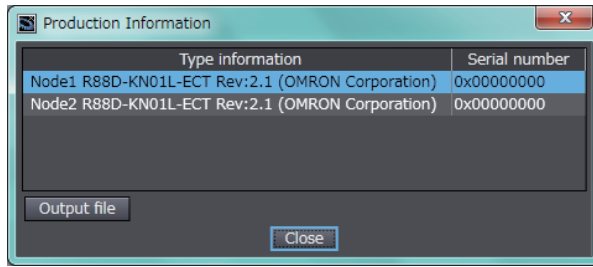 Production Information
Type information Serial number
Node1 R88D-KN01L-ECT Rev:2.1 (OMRON Corporation) 0x00000000
Node2 R88D-KN01L-ECT Rev:2.1 (OMRON Corporation) 0x00000000
Output file
Close